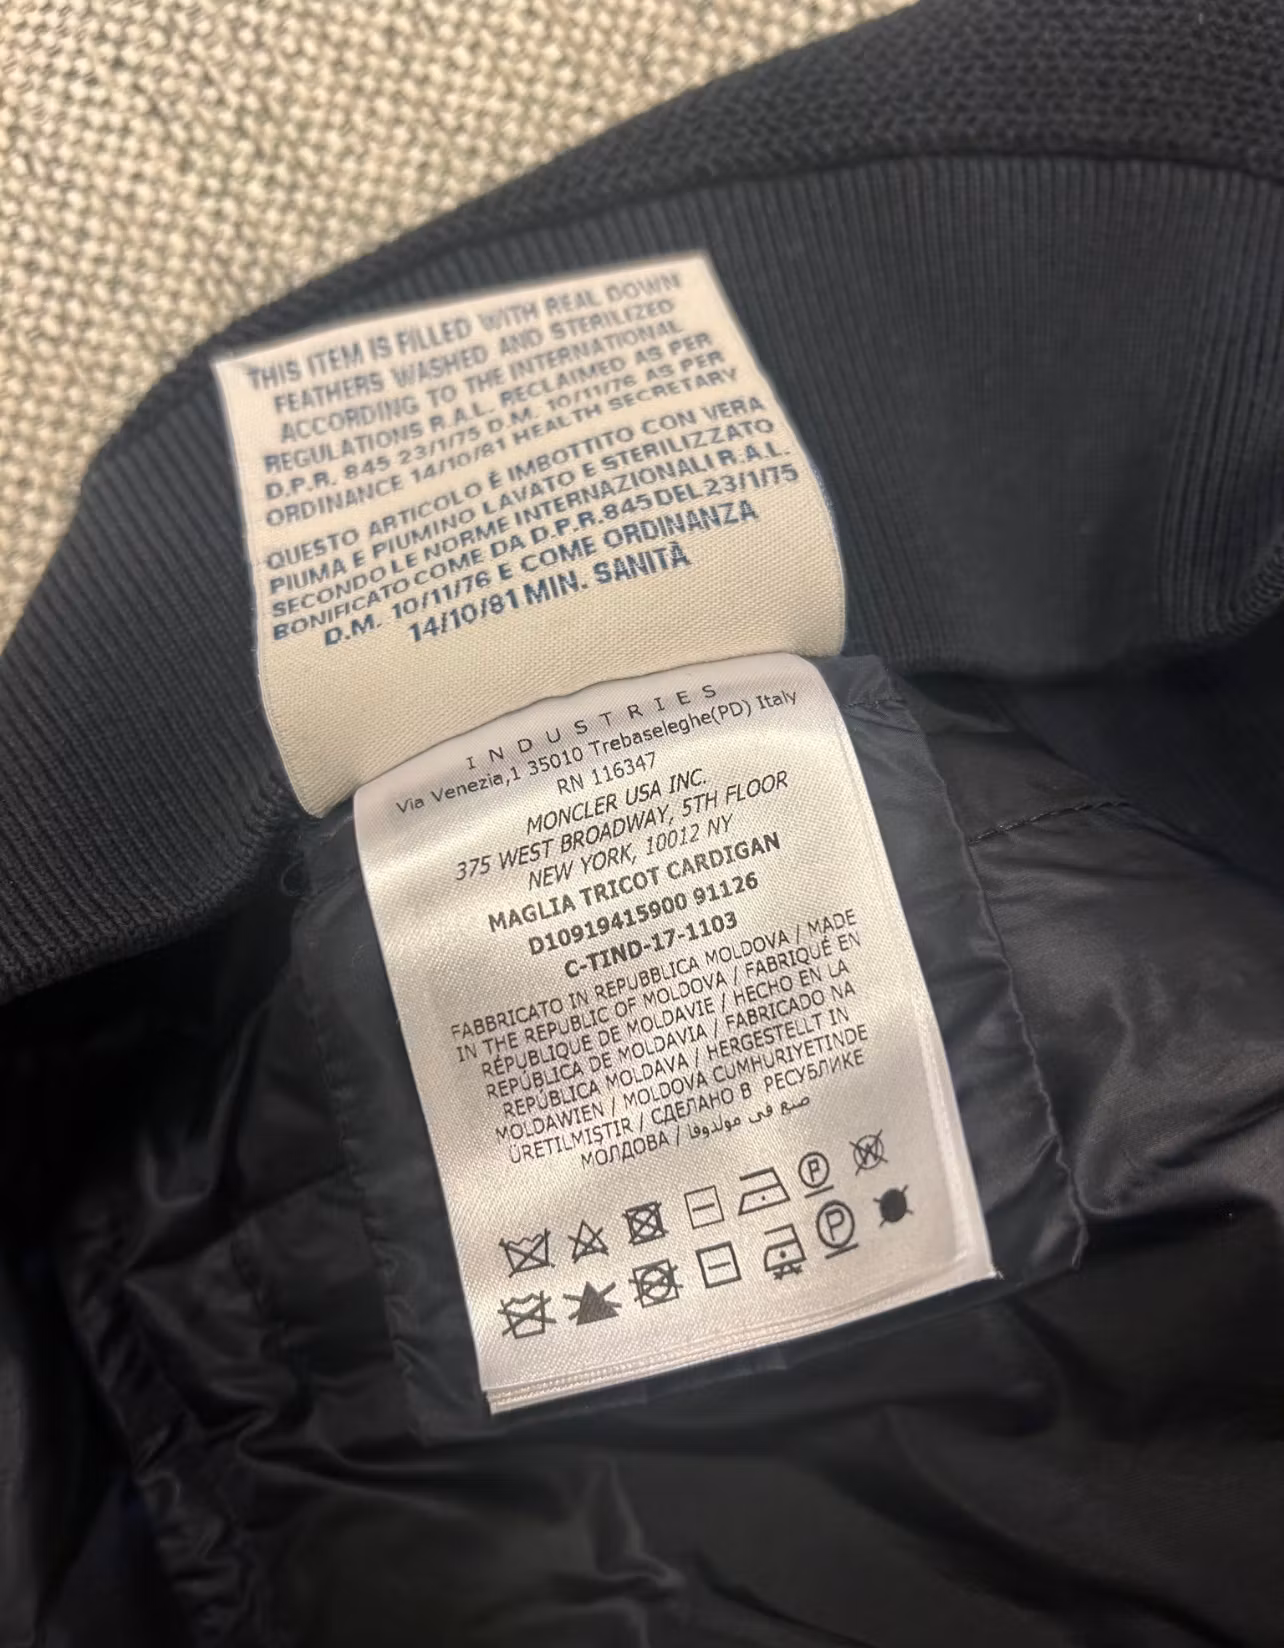 THIS ITEM IS FILLED WITH REAL DOWN
FEATHERS WASHED AND STERILIZED
ACCORDING TO THE INTERNATIONAL
REGULATIONS R.A.L. RECLAIMED AS PER
D.P.R. 845 23/1/75 D.M. 10/11/76 AS PER
ORDINANCE 14/10/81 HEALTH SECRETARY
QUESTO ARTICOLO È IMBOTTITO CON VERA
PIUMA E PIUMINO LAVATO E STERILIZZATO
SECONDO LE NORME INTERNAZIONALI R.A.L.
BONIFICATO COME DA D.P.R. 845 DEL 23/1/75
D.M. 10/11/76 E COME ORDINANZA
14/10/81 MIN. SANITÀ
INDUSTRIES
Via Venezia,1 35010 Trebaseleghe(PD) Italy
RN 116347
MONCLER USA INC.
375 WEST BROADWAY, 5TH FLOOR
NEW YORK, 10012 NY
MAGLIA TRICOT CARDIGAN
D10919415900 91126
C-TIND-17-1103
FABBRICATO IN REPUBBLICA MOLDOVA / MADE
IN THE REPUBLIC OF MOLDOVA / FABRIQUÉ EN
RÉPUBLIQUE DE MOLDAVIE / HECHO EN LA
REPÚBLICA DE MOLDAVIA / FABRICADO NA
REPÚBLICA MOLDAVA / HERGESTELLT IN
MOLDAWIEN / MOLDOVA CUMHURIYETINDE
ÜRETILMIŞTIR / СДЕЛАНО В РЕСУБЛИКЕ
МОЛДОВА / صنع في مولدوفا
P W
P